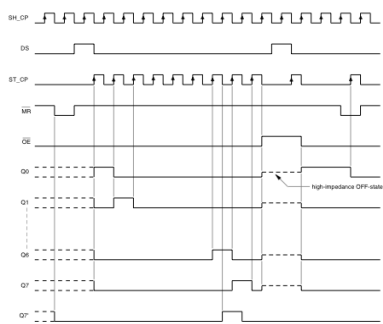 SH_CP
DS
ST_CP
MR
OE
Q0
high-impedance OFF-state
Q1
Q6
Q7
Q7'